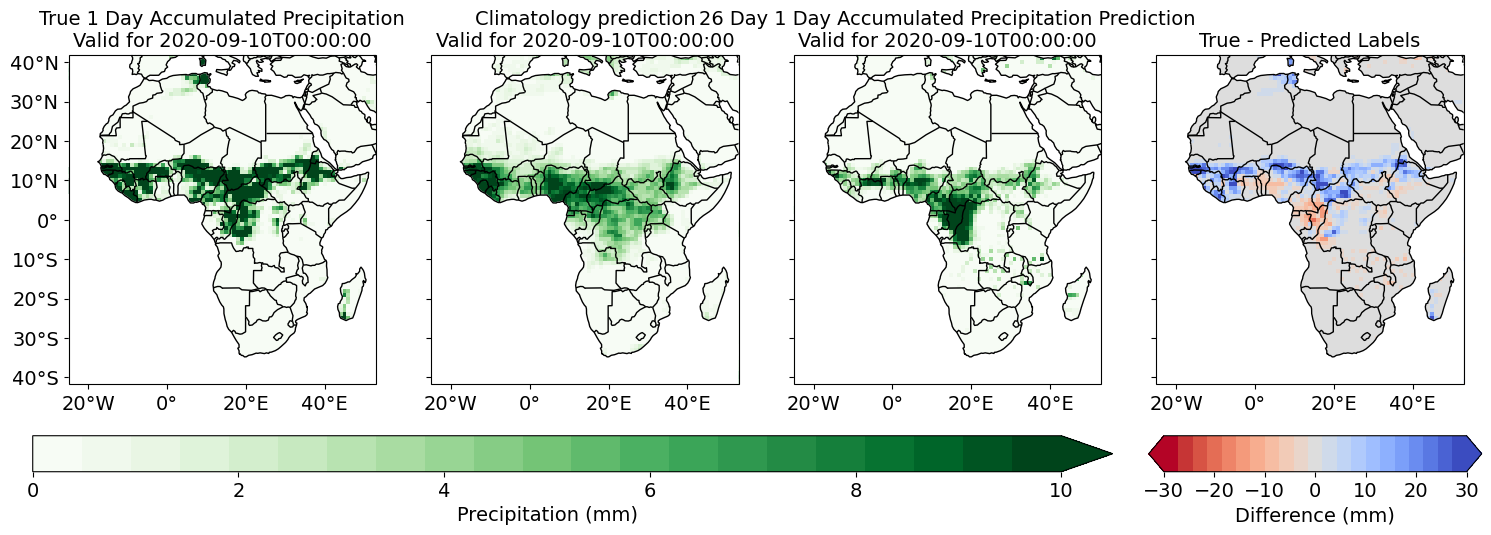 True 1 Day Accumulated Precipitation
Valid for 2020-09-10T00:00:00
Climatology prediction
Valid for 2020-09-10T00:00:00
26 Day 1 Day Accumulated Precipitation Prediction
Valid for 2020-09-10T00:00:00
True - Predicted Labels
40°N
30°N
20°N
10°N
0°
10°S
20°S
30°S
40°S
20°W 0° 20°E 40°E
20°W 0° 20°E 40°E
20°W 0° 20°E 40°E
20°W 0° 20°E 40°E
0 2 4 6 8 10
Precipitation (mm)
−30 −20 −10 0 10 20 30
Difference (mm)